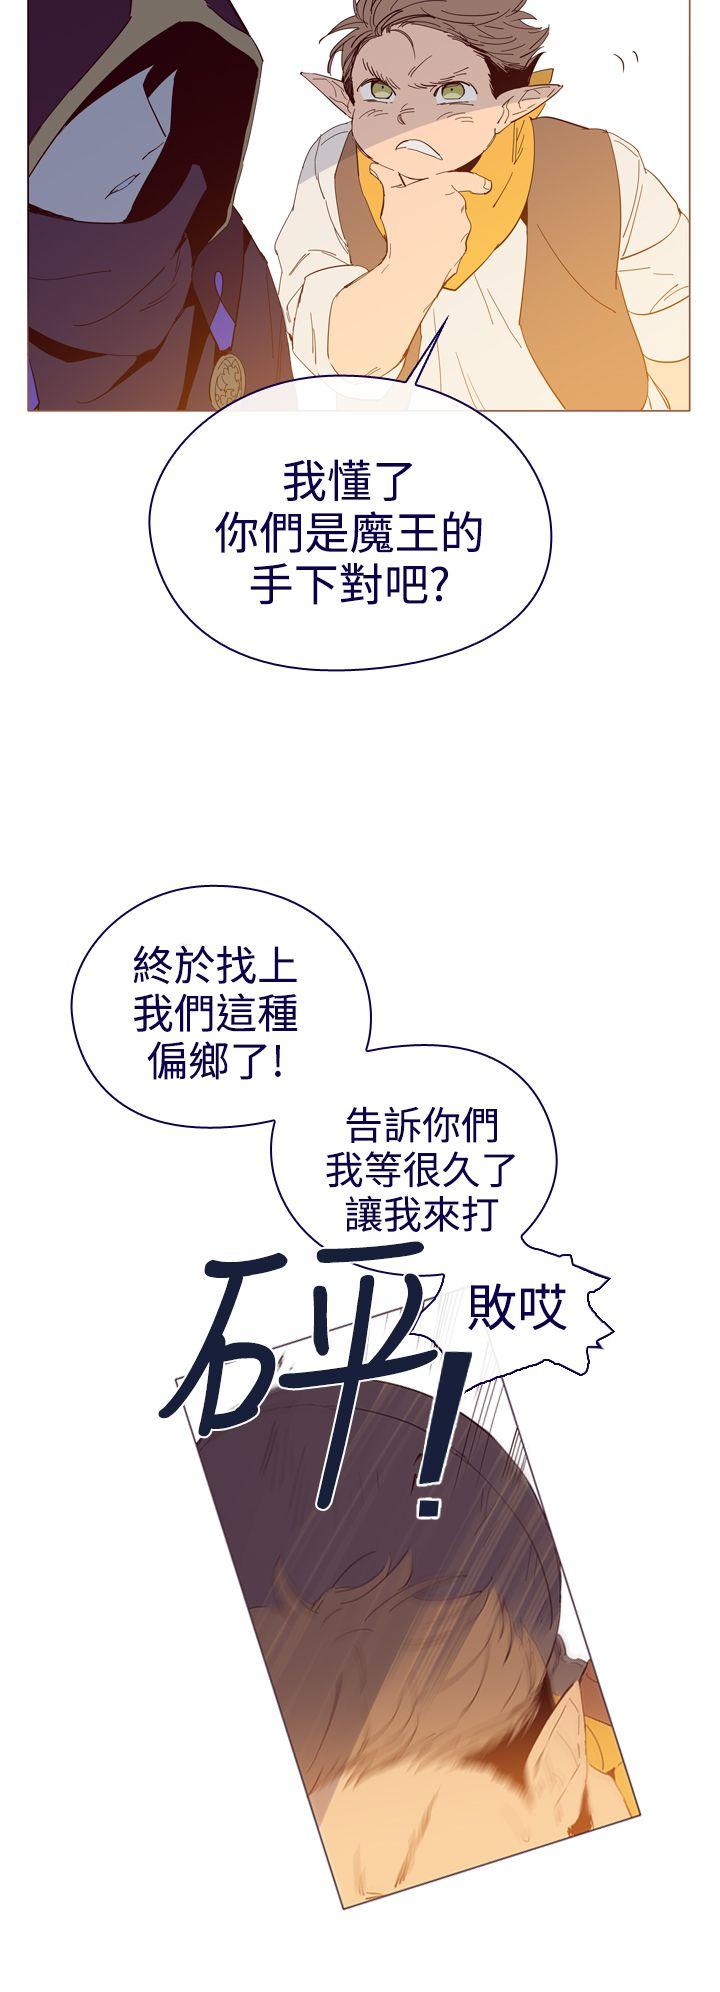 我懂了
你們是魔王的
手下對吧?
終於找上
我們這種
偏鄉了!
告訴你們
我等很久了
讓我來打
敗哎
砰!